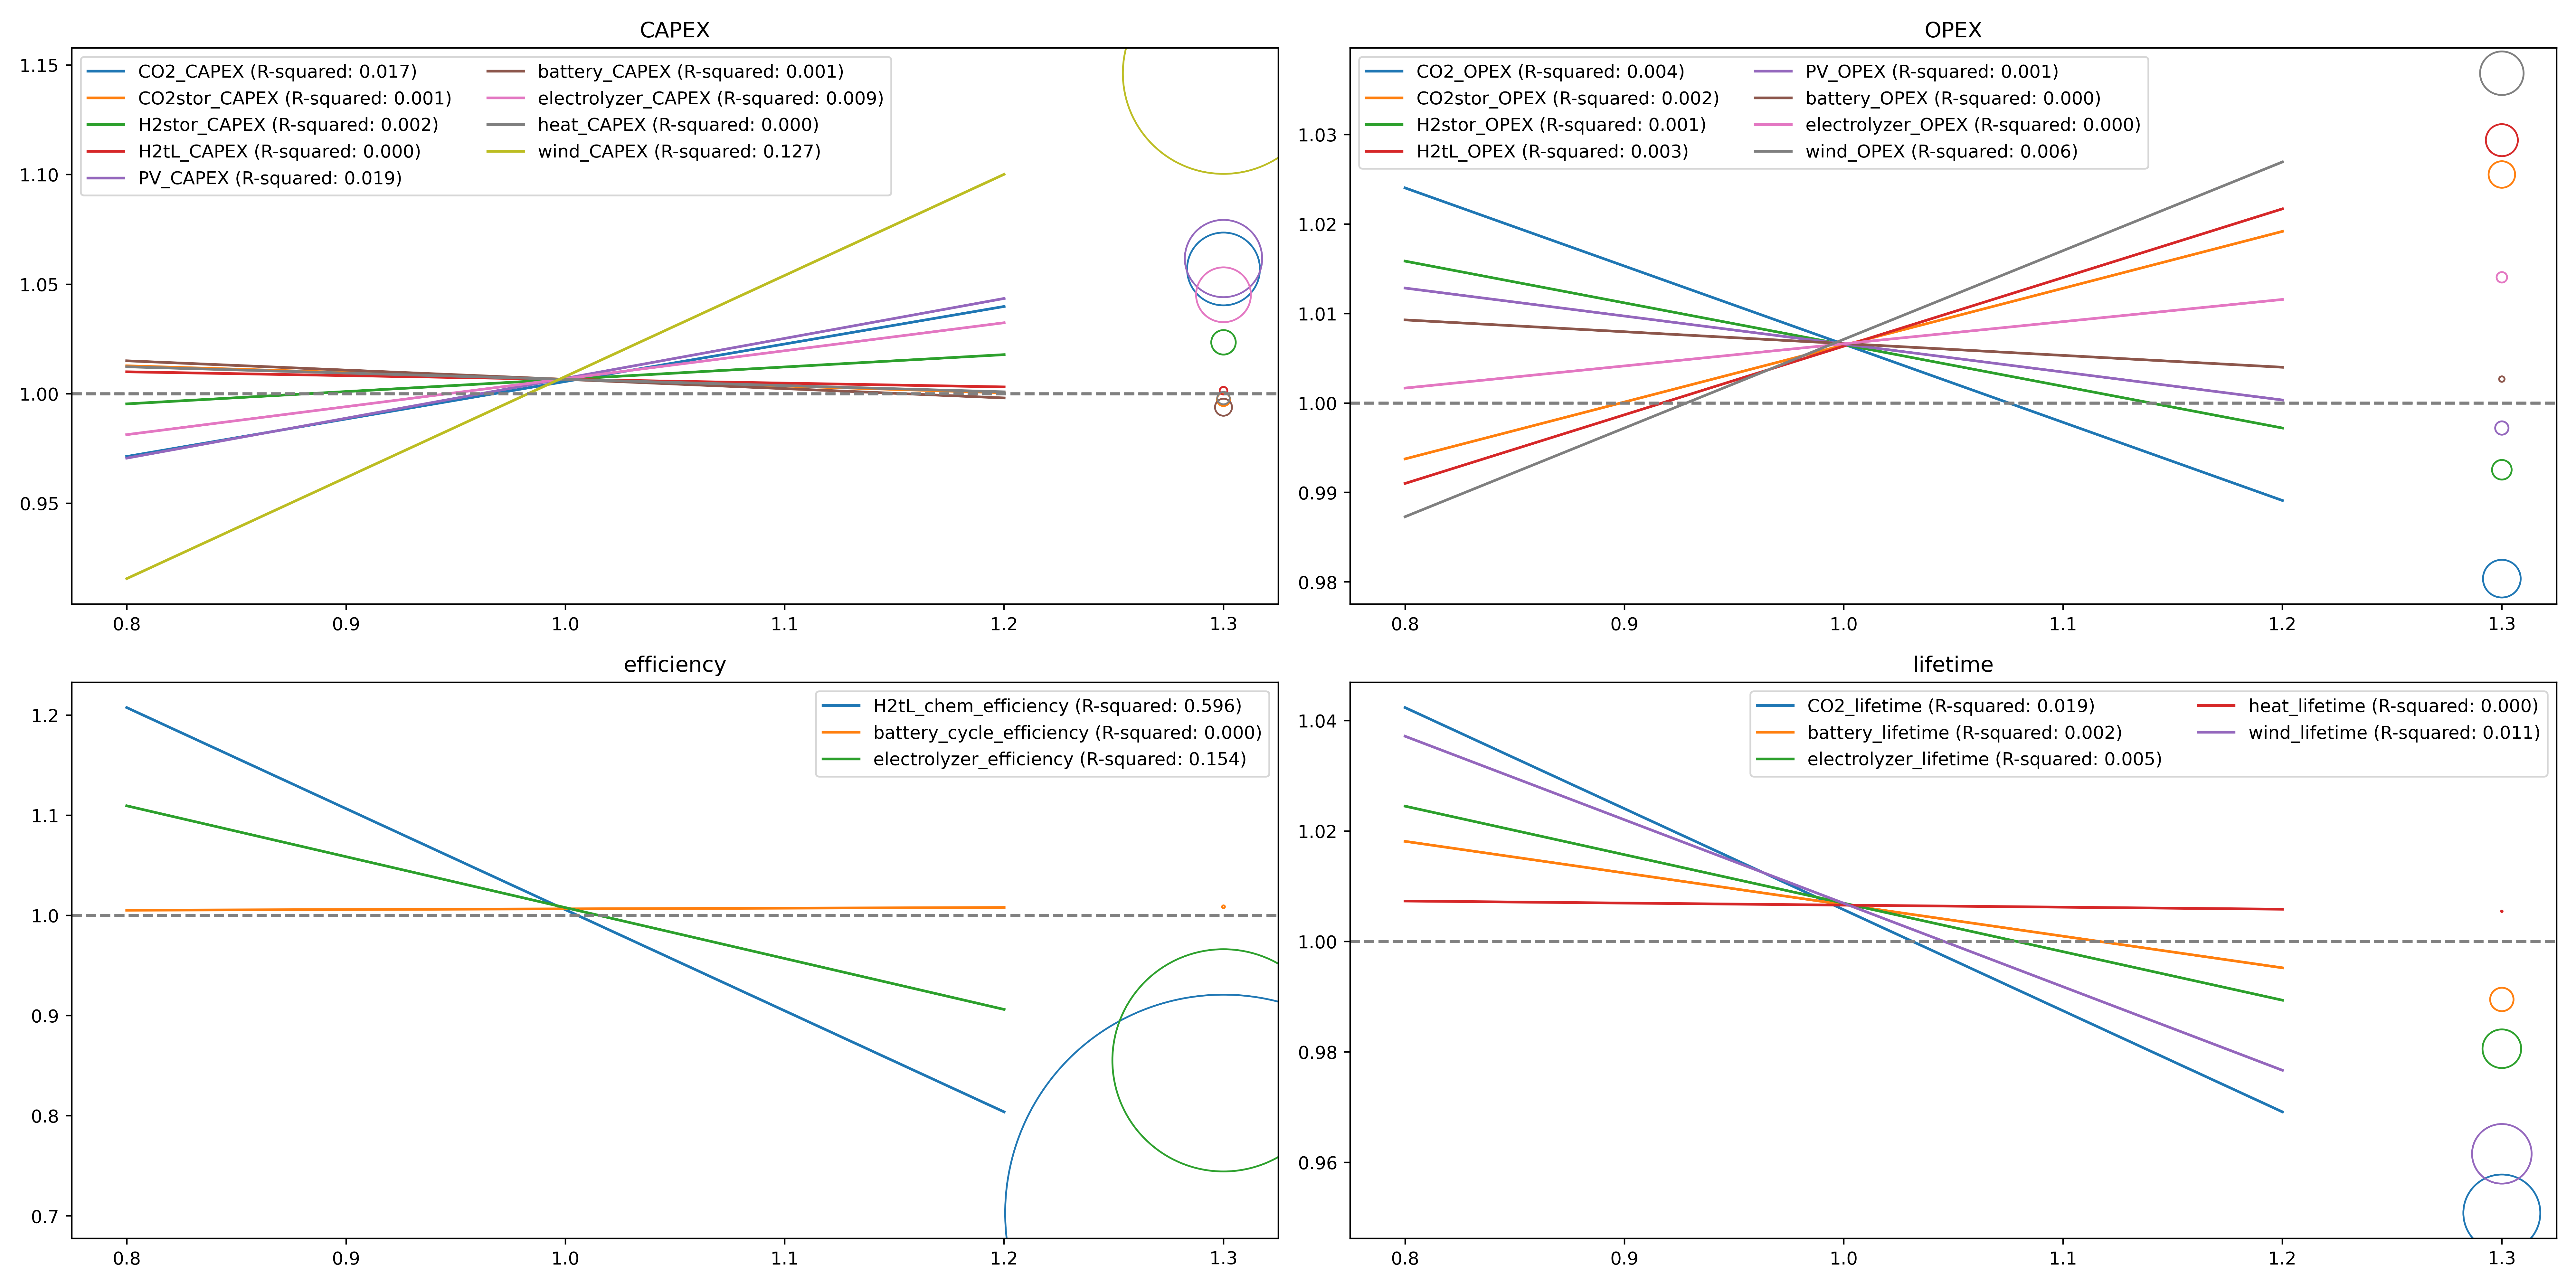 CAPEX
CO2_CAPEX (R-squared: 0.017)
CO2stor_CAPEX (R-squared: 0.001)
H2stor_CAPEX (R-squared: 0.002)
H2tL_CAPEX (R-squared: 0.000)
PV_CAPEX (R-squared: 0.019)
battery_CAPEX (R-squared: 0.001)
electrolyzer_CAPEX (R-squared: 0.009)
heat_CAPEX (R-squared: 0.000)
wind_CAPEX (R-squared: 0.127)
1.15
1.10
1.05
1.00
0.95
0.8 0.9 1.0 1.1 1.2 1.3
OPEX
CO2_OPEX (R-squared: 0.004)
CO2stor_OPEX (R-squared: 0.002)
H2stor_OPEX (R-squared: 0.001)
H2tL_OPEX (R-squared: 0.003)
PV_OPEX (R-squared: 0.001)
battery_OPEX (R-squared: 0.000)
electrolyzer_OPEX (R-squared: 0.000)
wind_OPEX (R-squared: 0.006)
1.03
1.02
1.01
1.00
0.99
0.98
0.8 0.9 1.0 1.1 1.2 1.3
efficiency
H2tL_chem_efficiency (R-squared: 0.596)
battery_cycle_efficiency (R-squared: 0.000)
electrolyzer_efficiency (R-squared: 0.154)
1.2
1.1
1.0
0.9
0.8
0.7
0.8 0.9 1.0 1.1 1.2 1.3
lifetime
CO2_lifetime (R-squared: 0.019)
battery_lifetime (R-squared: 0.002)
electrolyzer_lifetime (R-squared: 0.005)
heat_lifetime (R-squared: 0.000)
wind_lifetime (R-squared: 0.011)
1.04
1.02
1.00
0.98
0.96
0.8 0.9 1.0 1.1 1.2 1.3